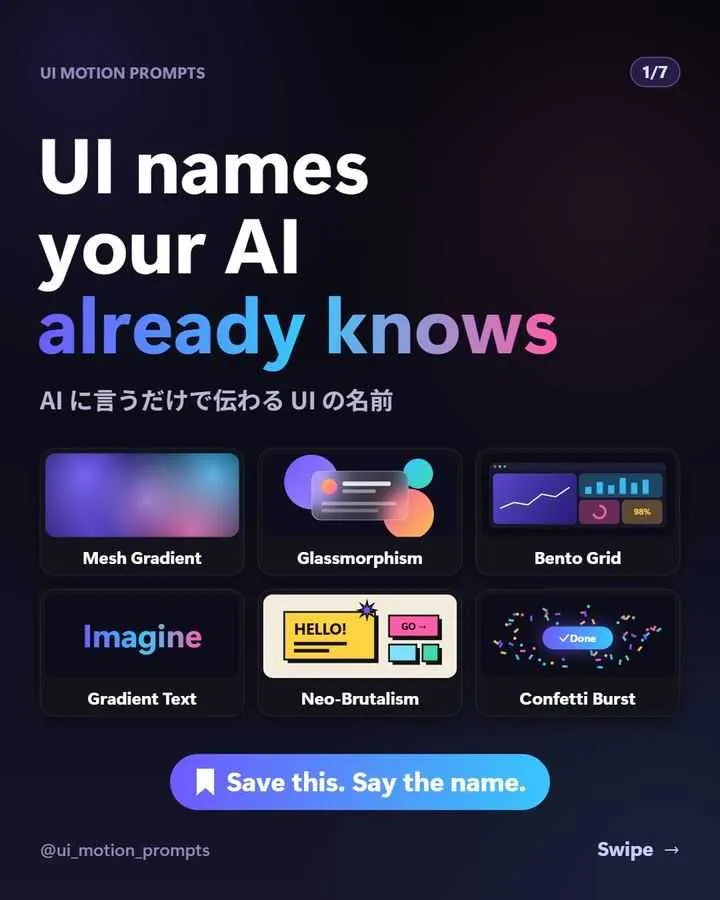 UI MOTION PROMPTS
1/7
UI names
your AI
already knows
AI に言うだけで伝わる UI の名前
Mesh Gradient
Glassmorphism
98%
Bento Grid
Imagine
Gradient Text
HELLO!
GO →
Neo-Brutalism
✓Done
Confetti Burst
Save this. Say the name.
@ui_motion_prompts
Swipe →